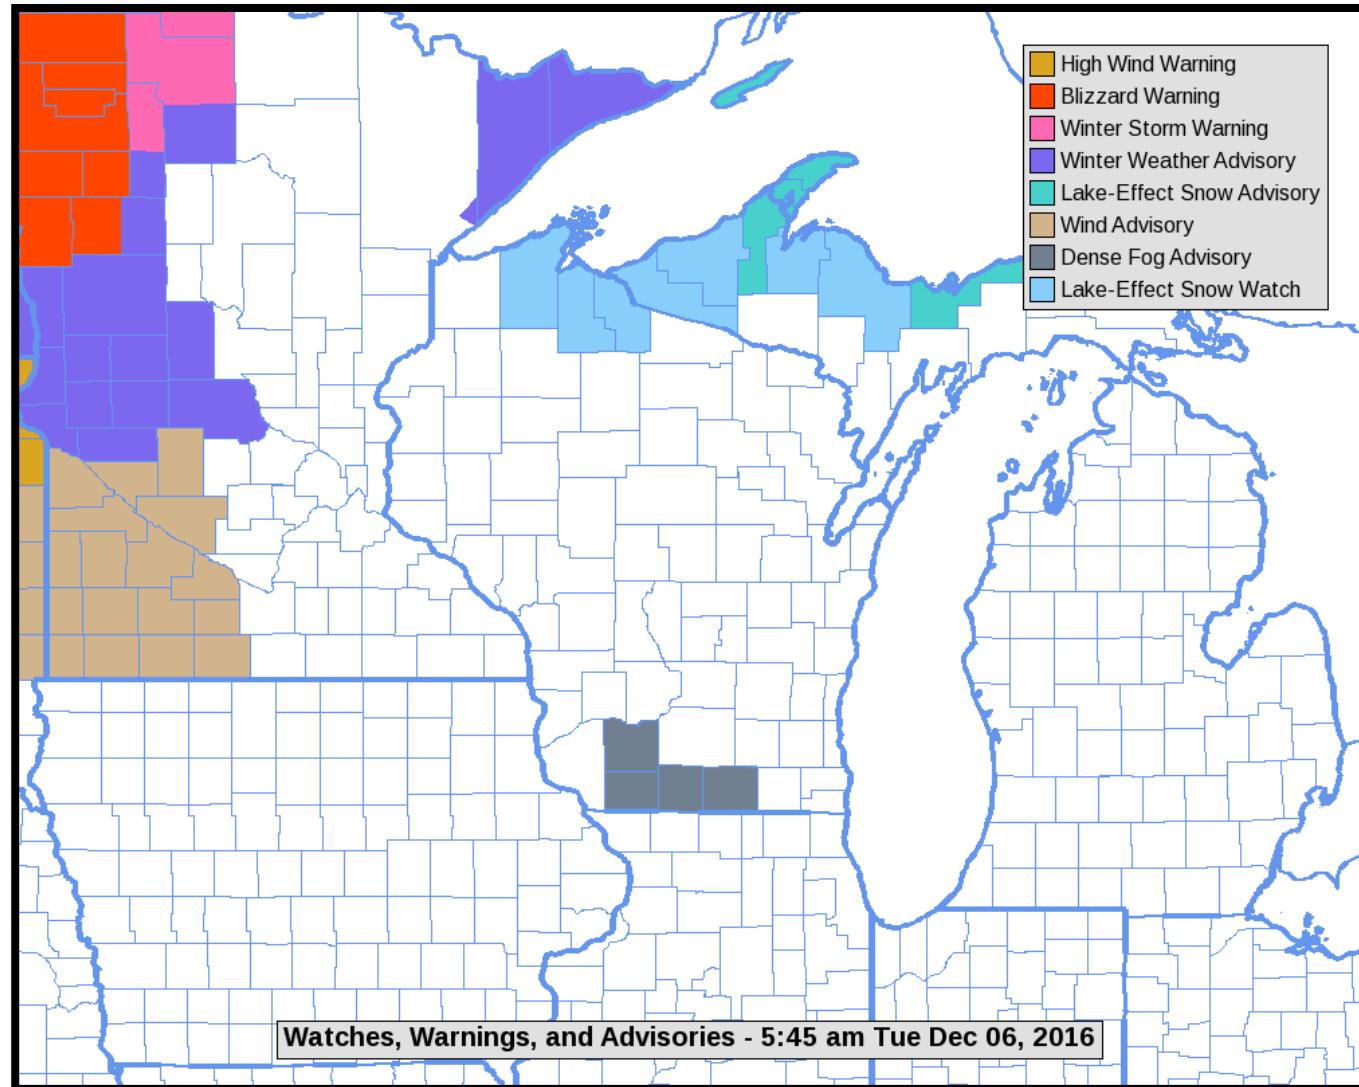 High Wind Warning
Blizzard Warning
Winter Storm Warning
Winter Weather Advisory
Lake-Effect Snow Advisory
Wind Advisory
Dense Fog Advisory
Lake-Effect Snow Watch
Watches, Warnings, and Advisories - 5:45 am Tue Dec 06, 2016